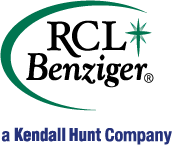 RCL
Benziger®
a Kendall Hunt Company